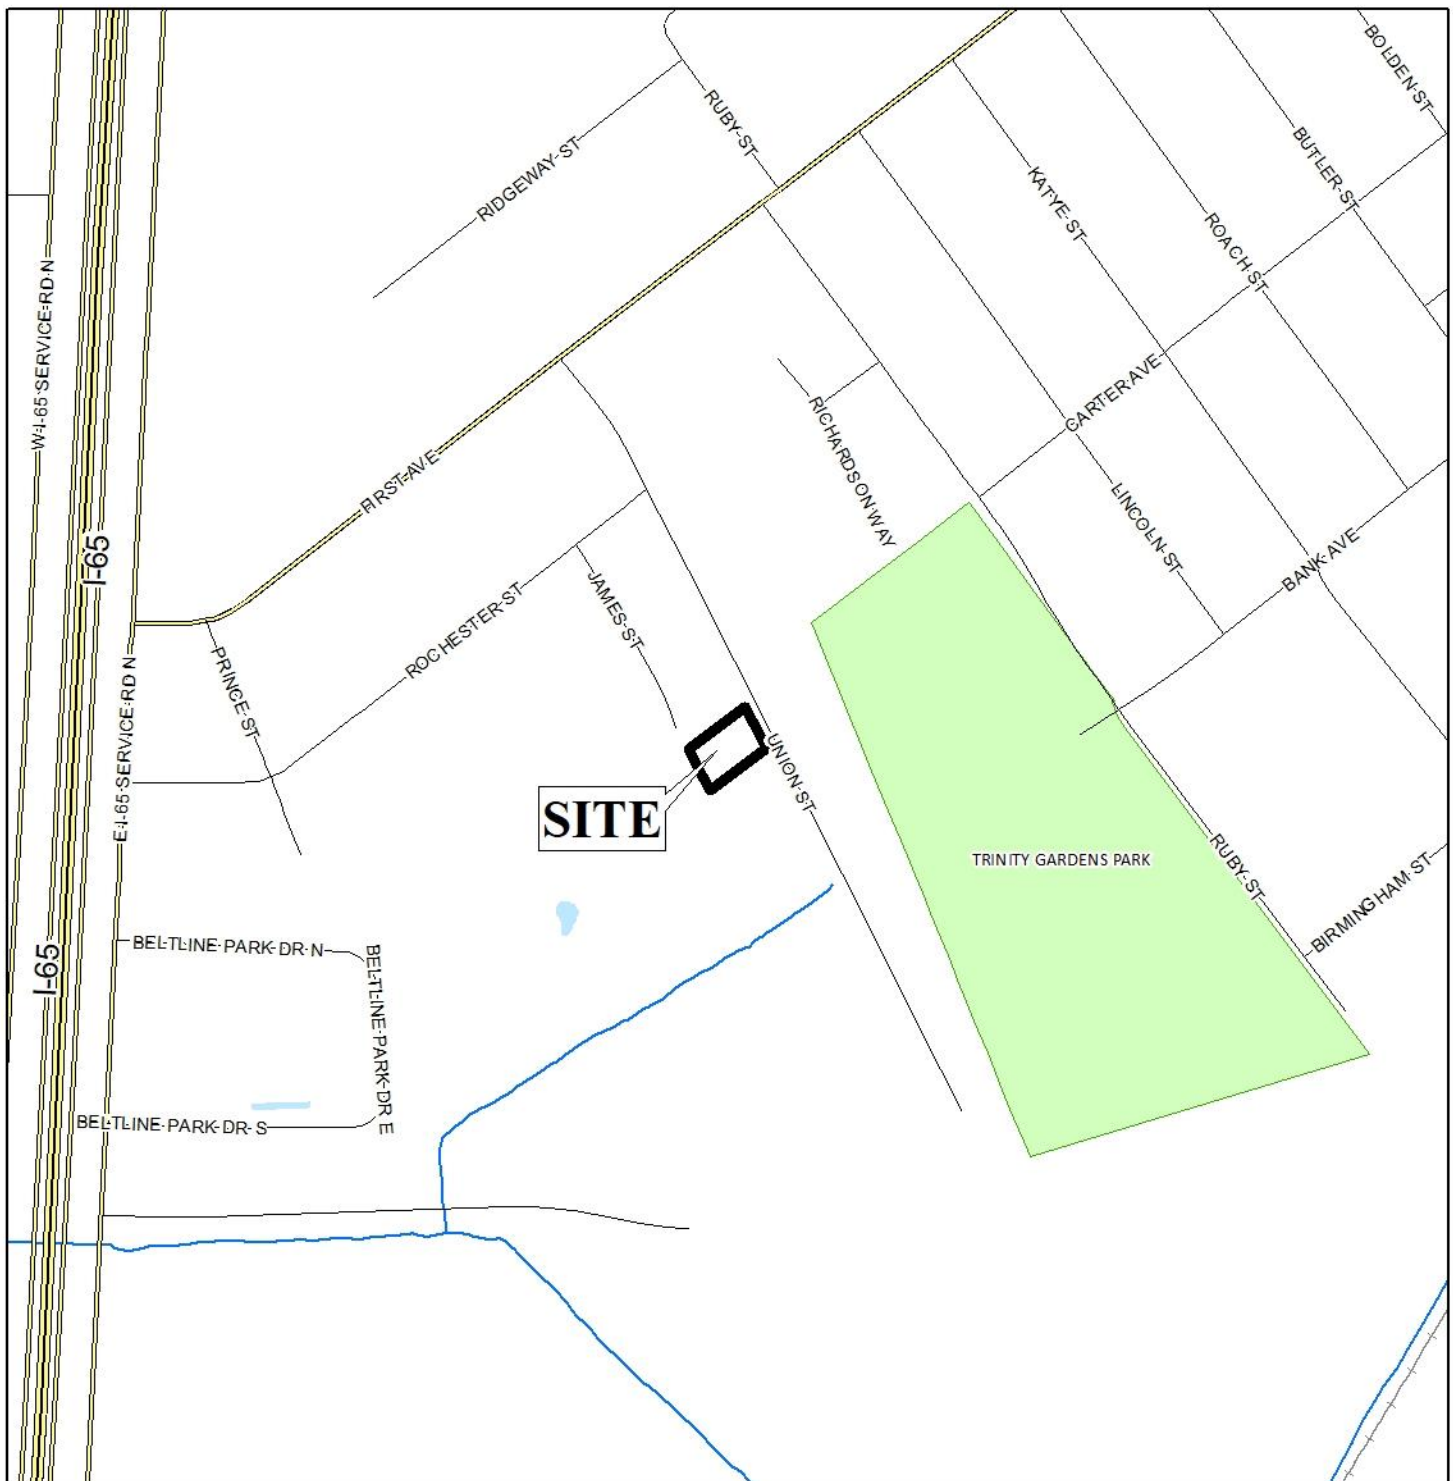 BOLDEN ST
RUBY ST
RIDGEWAY ST
BUTLER ST
KATYE ST
ROACH ST
W I-65 SERVICE RD N
CARTER AVE
RICHARDSON WAY
FIRST AVE
LINCOLN ST
BANK AVE
I-65
JAMES ST
ROCHESTER ST
PRINCE ST
E I-65 SERVICE RD N
UNION ST
SITE
TRINITY GARDENS PARK
RUBY ST
BIRMINGHAM ST
BELTLINE PARK DR N
I-65
BELTLINE PARK DR E
BELTLINE PARK DR S